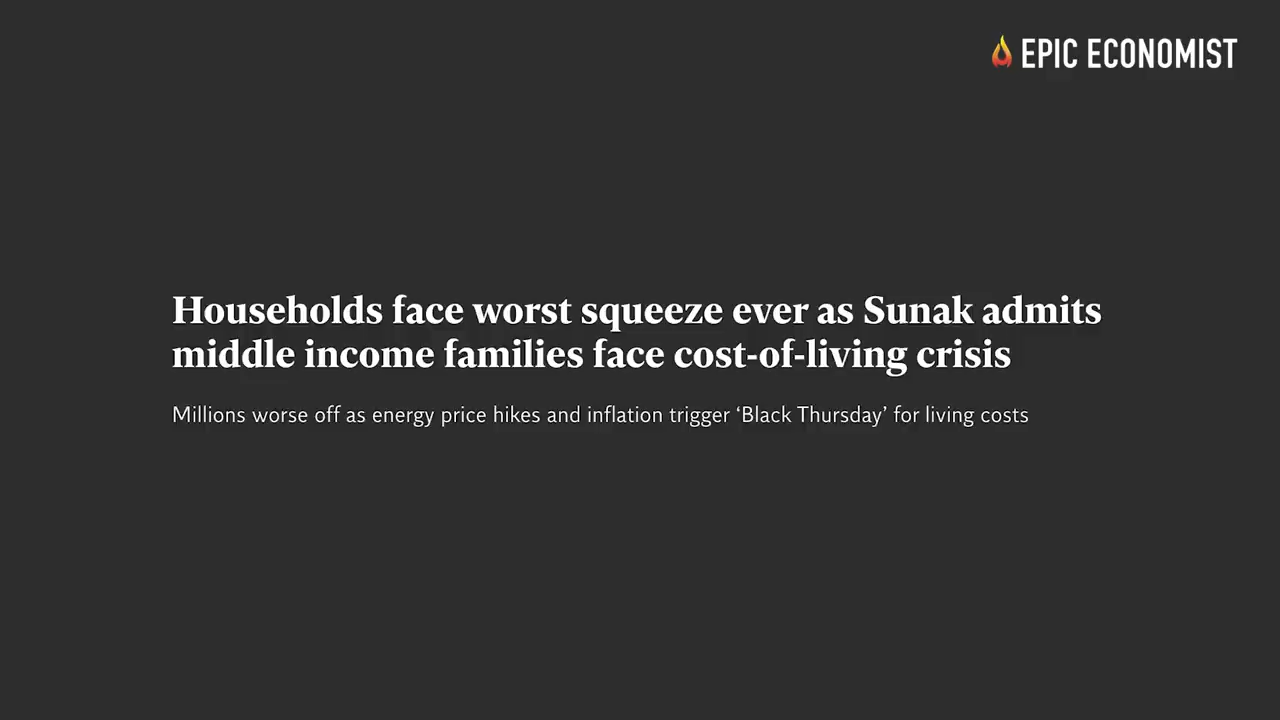 EPIC ECONOMIST
Households face worst squeeze ever as Sunak admits
middle income families face cost-of-living crisis
Millions worse off as energy price hikes and inflation trigger ‘Black Thursday’ for living costs